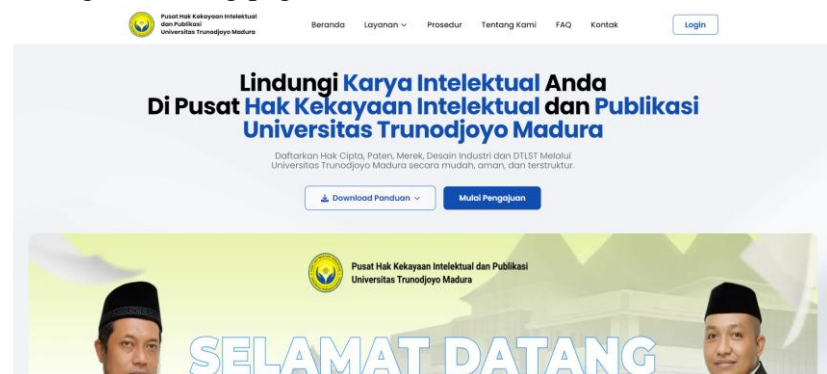 Pusat Hak Kekayaan Intelektual
dan Publikasi
Universitas Trunodjoyo Madura
Beranda Layanan Prosedur Tentang Kami FAQ Kontak Login
Lindungi Karya Intelektual Anda
Di Pusat Hak Kekayaan Intelektual dan Publikasi
Universitas Trunodjoyo Madura
Daftarkan Hak Cipta, Paten, Merek, Desain Industri dan DTLST Melalui
Universitas Trunodjoyo Madura secara mudah, aman, dan terstruktur.
Download Panduan Mulai Pengajuan
Pusat Hak Kekayaan Intelektual dan Publikasi
Universitas Trunodjoyo Madura
SELAMAT DATANG